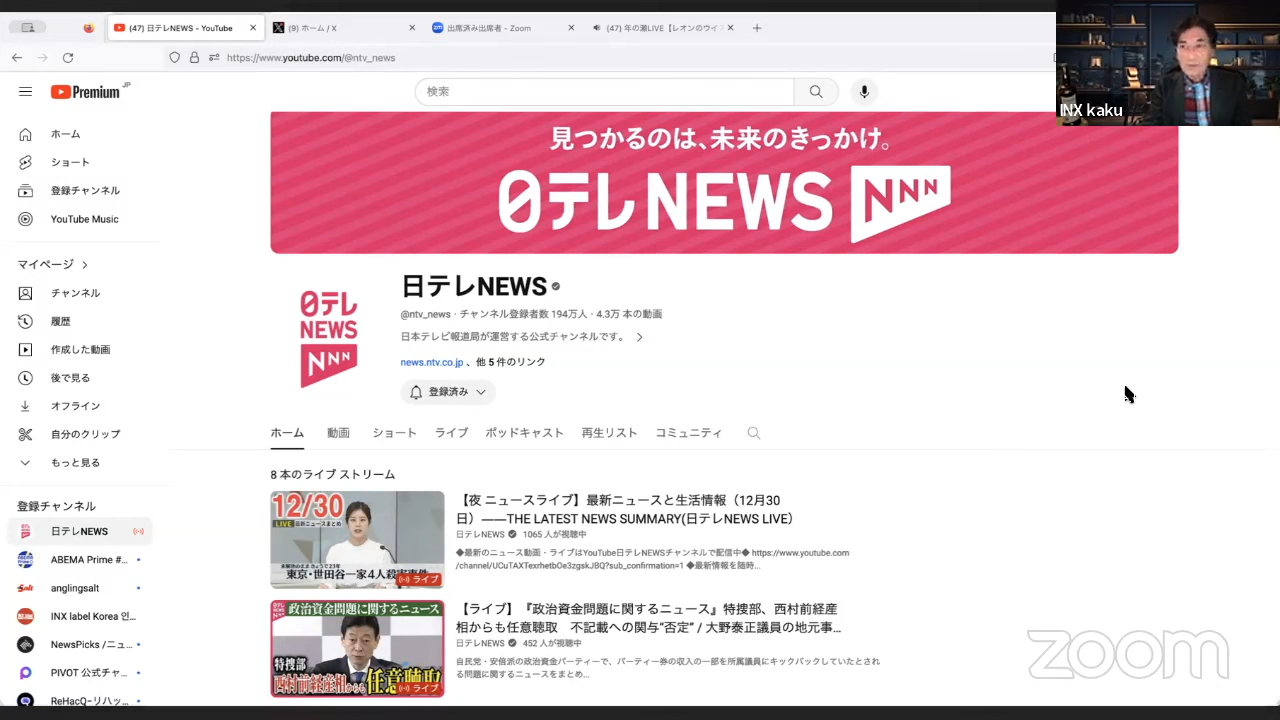 (47) 日テレNEWS - YouTube
(9) ホーム / X
出席済み出席者 - Zoom
(47) 年の瀬LIVE【レオンのウイス
https://www.youtube.com/@ntv_news
Premium JP
検索
INX kaku
ホーム
ショート
登録チャンネル
YouTube Music
マイページ
チャンネル
履歴
作成した動画
後で見る
オフライン
自分のクリップ
もっと見る
登録チャンネル
日テレNEWS
ABEMA Prime #...
anglingsalt
INX label Korea 인...
NewsPicks /ニュ...
PIVOT 公式チャ...
ReHacQ−リハッ...
見つかるのは、未来のきっかけ。
日テレNEWS NNN
日テレ
NEWS
NNN
日テレNEWS
@ntv_news・チャンネル登録者数 194万人・4.3万 本の動画
日本テレビ報道局が運営する公式チャンネルです。
news.ntv.co.jp 、他 5 件のリンク
登録済み
ホーム 動画 ショート ライブ ポッドキャスト 再生リスト コミュニティ
8 本のライブ ストリーム
12/30
LIVE 最新ニュースまとめ
東京・世田谷一家4人殺害事件
ライブ
【夜 ニュースライブ】最新ニュースと生活情報（12月30
日）――THE LATEST NEWS SUMMARY(日テレNEWS LIVE)
日テレNEWS 1065 人が視聴中
◆最新のニュース動画・ライブはYouTube日テレNEWSチャンネルで配信中◆ https://www.youtube.com
/channel/UCuTAXTexrhetbOe3zgskJBQ?sub_confirmation=1 ◆最新情報を随時...
政治資金問題に関するニュース
特捜部
西村前経産相からも任意聴取
ライブ
【ライブ】『政治資金問題に関するニュース』特捜部、西村前経産
相からも任意聴取　不記載への関与“否定” / 大野泰正議員の地元事...
日テレNEWS 452 人が視聴中
自民党・安倍派の政治資金パーティーで、パーティー券の収入の一部を所属議員にキックバックしていたとされ
る問題に関するニュースをまとめ...
zoom